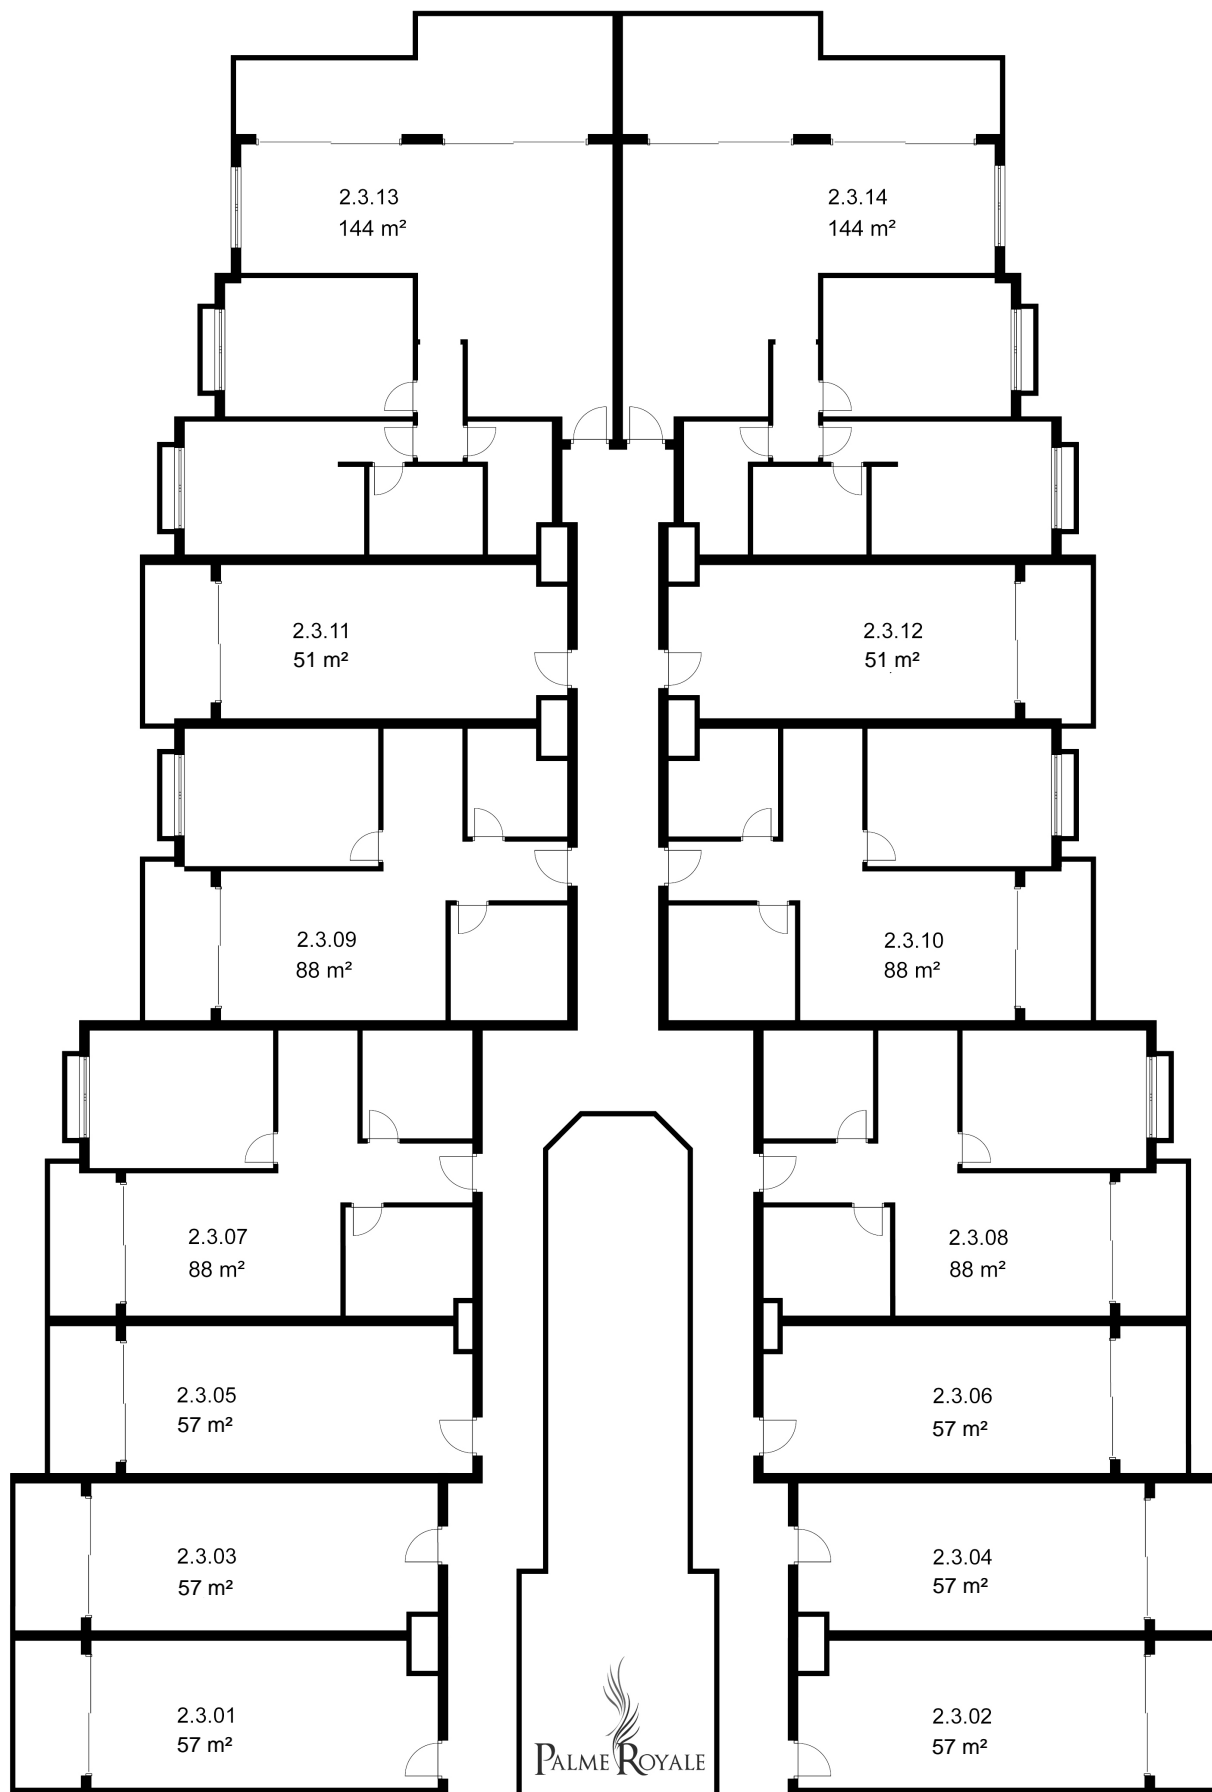 2.3.13
144 m²
2.3.14
144 m²
2.3.11
51 m²
2.3.12
51 m²
2.3.09
88 m²
2.3.10
88 m²
2.3.07
88 m²
2.3.08
88 m²
2.3.05
57 m²
2.3.06
57 m²
2.3.03
57 m²
2.3.04
57 m²
2.3.01
57 m²
2.3.02
57 m²
PALME ROYALE